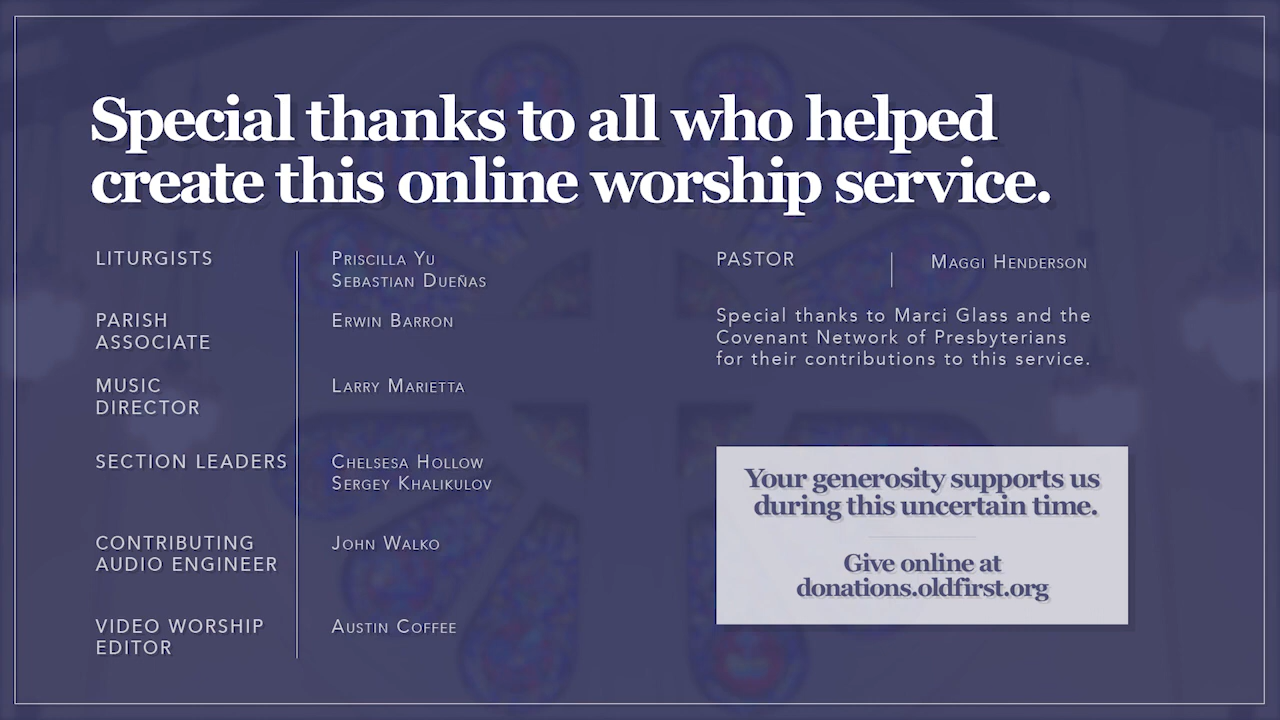 Special thanks to all who helped
create this online worship service.
LITURGISTS
Priscilla Yu
Sebastian Dueñas
PARISH
ASSOCIATE
Erwin Barron
MUSIC
DIRECTOR
Larry Marietta
SECTION LEADERS
Chelsesa Hollow
Sergey Khalikulov
CONTRIBUTING
AUDIO ENGINEER
John Walko
VIDEO WORSHIP
EDITOR
Austin Coffee
PASTOR
Maggi Henderson
Special thanks to Marci Glass and the
Covenant Network of Presbyterians
for their contributions to this service.
Your generosity supports us
during this uncertain time.
Give online at
donations.oldfirst.org